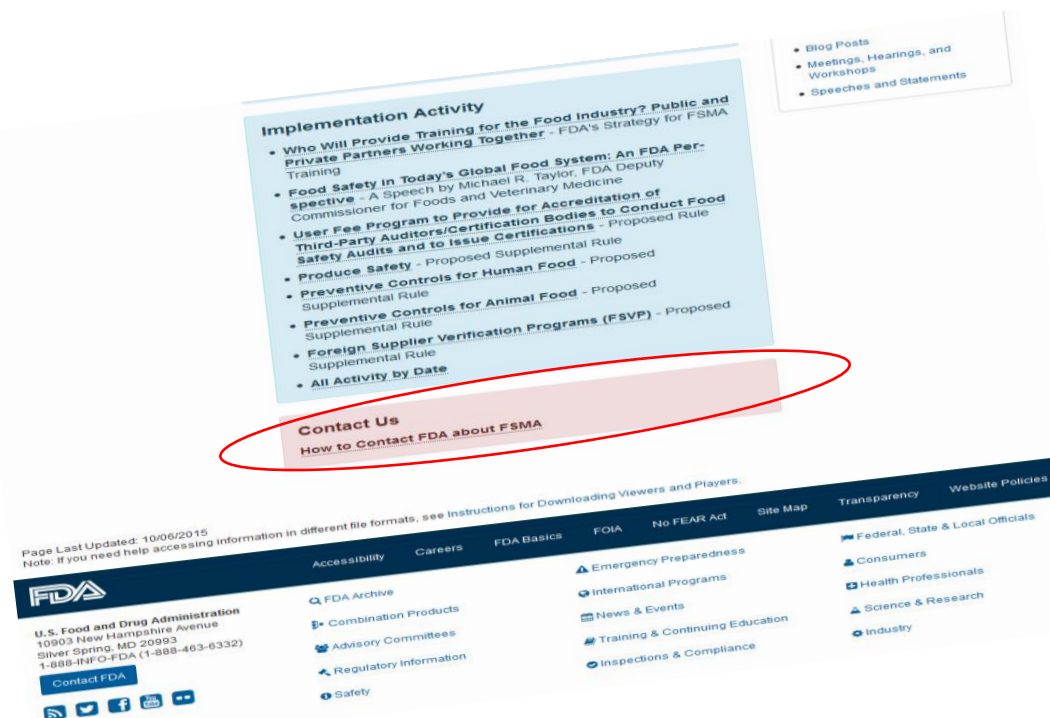 Blog Posts
Meetings, Hearings, and
Workshops
Speeches and Statements
Implementation Activity
Who Will Provide Training for the Food Industry? Public and
Private Partners Working Together - FDA's Strategy for FSMA
Training
Food Safety in Today's Global Food System: An FDA Per-
spective - A Speech by Michael R. Taylor, FDA Deputy
Commissioner for Foods and Veterinary Medicine
User Fee Program to Provide for Accreditation of
Third-Party Auditors/Certification Bodies to Conduct Food
Safety Audits and to Issue Certifications - Proposed Rule
Produce Safety - Proposed Supplemental Rule
Preventive Controls for Human Food - Proposed
Supplemental Rule
Preventive Controls for Animal Food - Proposed
Supplemental Rule
Foreign Supplier Verification Programs (FSVP) - Proposed
Supplemental Rule
All Activity by Date
Contact Us
How to Contact FDA about FSMA
Page Last Updated: 10/06/2015
Note: If you need help accessing information in different file formats, see Instructions for Downloading Viewers and Players.
Accessibility Careers FDA Basics FOIA No FEAR Act Site Map Transparency Website Policies
FDA
U.S. Food and Drug Administration
10903 New Hampshire Avenue
Silver Spring, MD 20993
1-888-INFO-FDA (1-888-463-6332)
Contact FDA
You Tube
FDA Archive
Combination Products
Advisory Committees
Regulatory Information
Safety
Emergency Preparedness
International Programs
News & Events
Training & Continuing Education
Inspections & Compliance
Federal, State & Local Officials
Consumers
Health Professionals
Science & Research
Industry